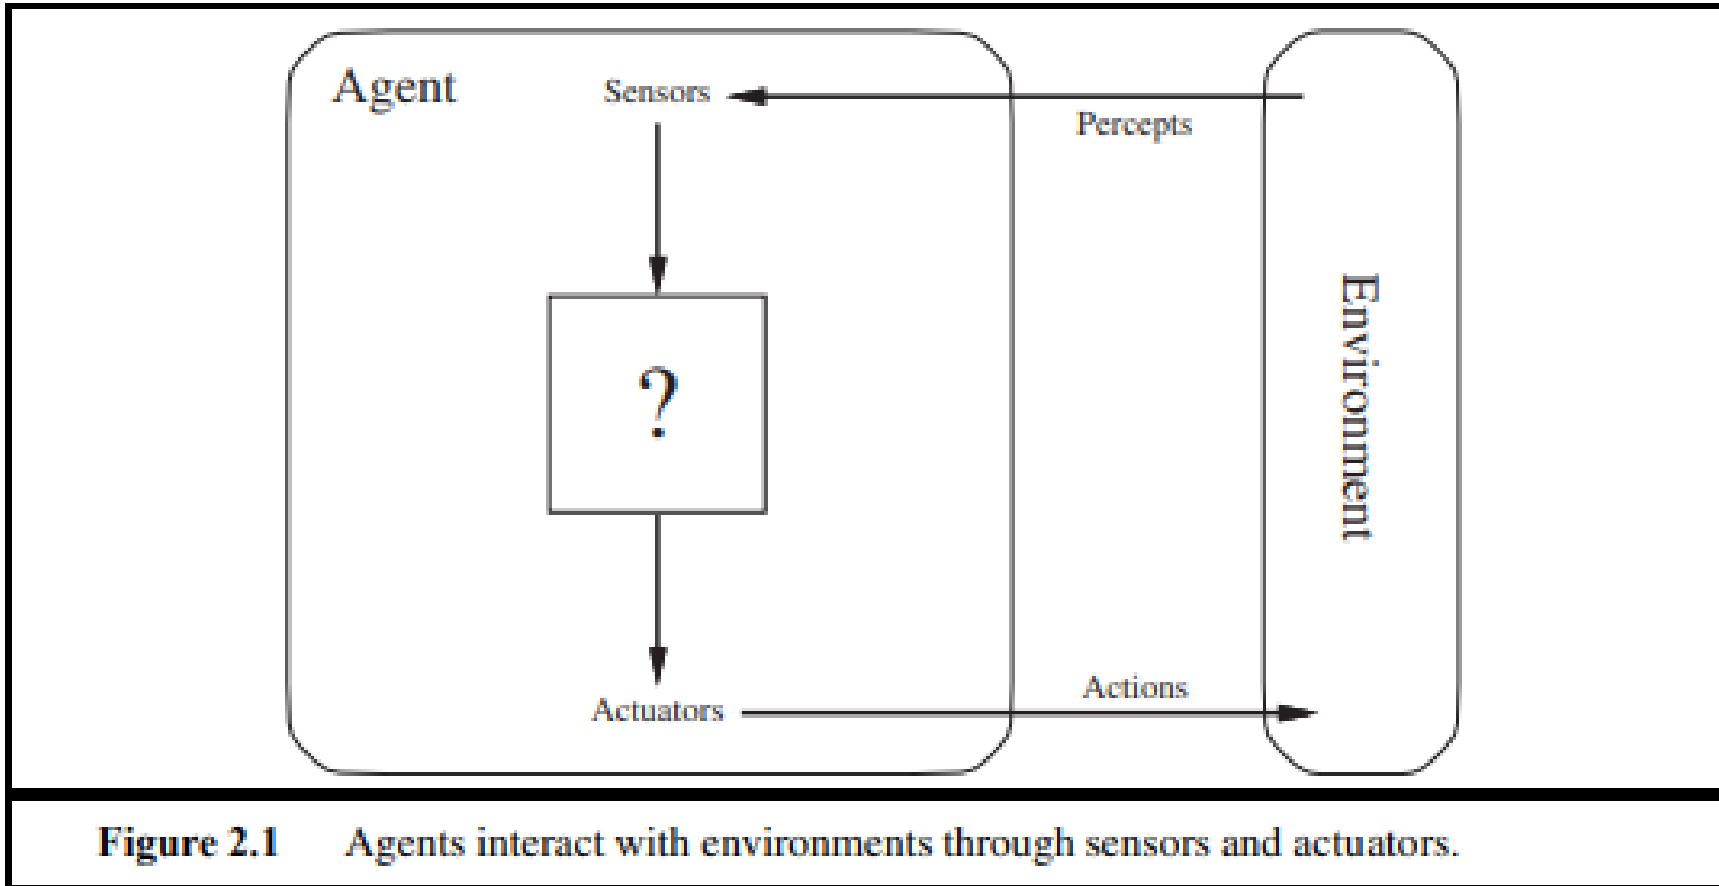 Agent
Sensors
Percepts
?
Environment
Actions
Actuators
Figure 2.1 Agents interact with environments through sensors and actuators.